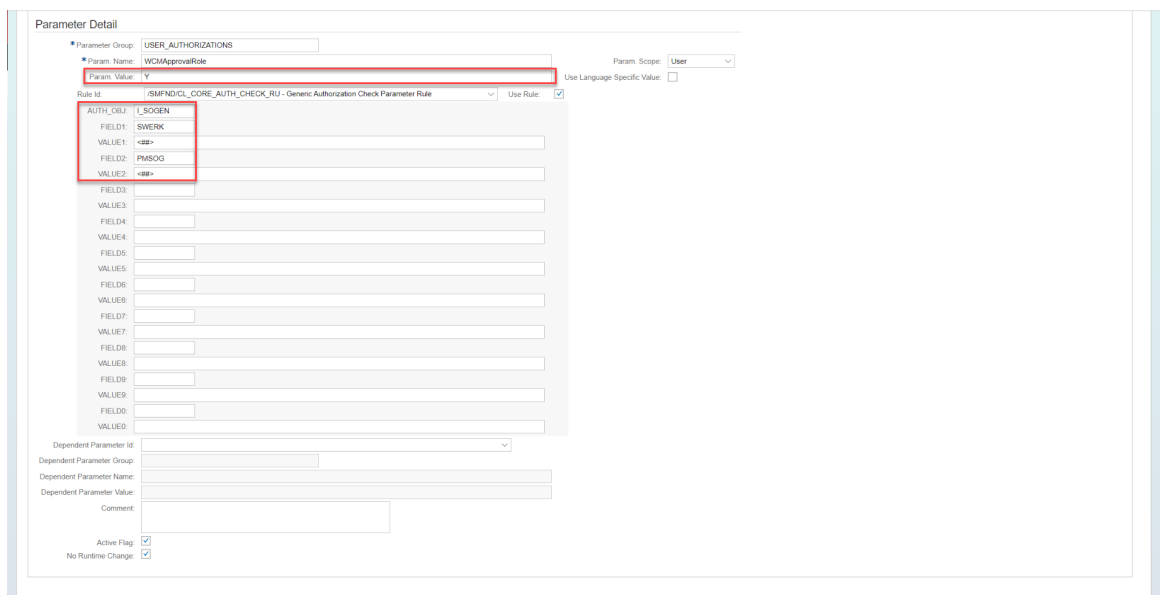 Parameter Detail
*Parameter Group: USER_AUTHORIZATIONS
*Param. Name: WCMApprovalRole Param. Scope: User
Param. Value: Y Use Language Specific Value:
Rule Id: /SMFND/CL_CORE_AUTH_CHECK_RU - Generic Authorization Check Parameter Rule Use Rule:
AUTH_OBJ: I_SOGEN
FIELD1: SWERK
VALUE1: <##>
FIELD2: PMSOG
VALUE2: <##>
FIELD3:
VALUE3:
FIELD4:
VALUE4:
FIELD5:
VALUE5:
FIELD6:
VALUE6:
FIELD7:
VALUE7:
FIELD8:
VALUE8:
FIELD9:
VALUE9:
FIELD0:
VALUE0:
Dependent Parameter Id:
Dependent Parameter Group:
Dependent Parameter Name:
Dependent Parameter Value:
Comment:
Active Flag:
No Runtime Change: